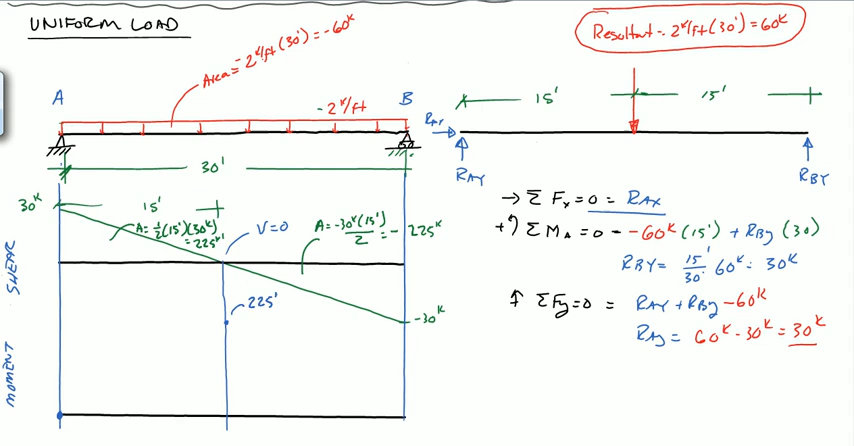 UNIFORM LOAD
Resultant = 2ᵏ/ft (30') = 60ᵏ
Area = -2ᵏ/ft (30') = -60ᵏ
A
B
-2ᵏ/ft
15'
15'
RAX
RAY
RBY
30'
→ Σ Fx = 0 = RAX
+↑) Σ MA = 0 - -60ᵏ (15') + RBy (30)
RBY = 15'/30' 60ᵏ = 30ᵏ
↑ Σ Fy = 0 = RAY + RBy - 60ᵏ
RAy = 60ᵏ - 30ᵏ = 30ᵏ
30ᵏ
15'
A = ½ (15') (30ᵏ)
= 225ᵏ'
V = 0
A = -30ᵏ (15')/2 = - 225ᵏ
SHEAR
225'
-30ᵏ
MOMENT